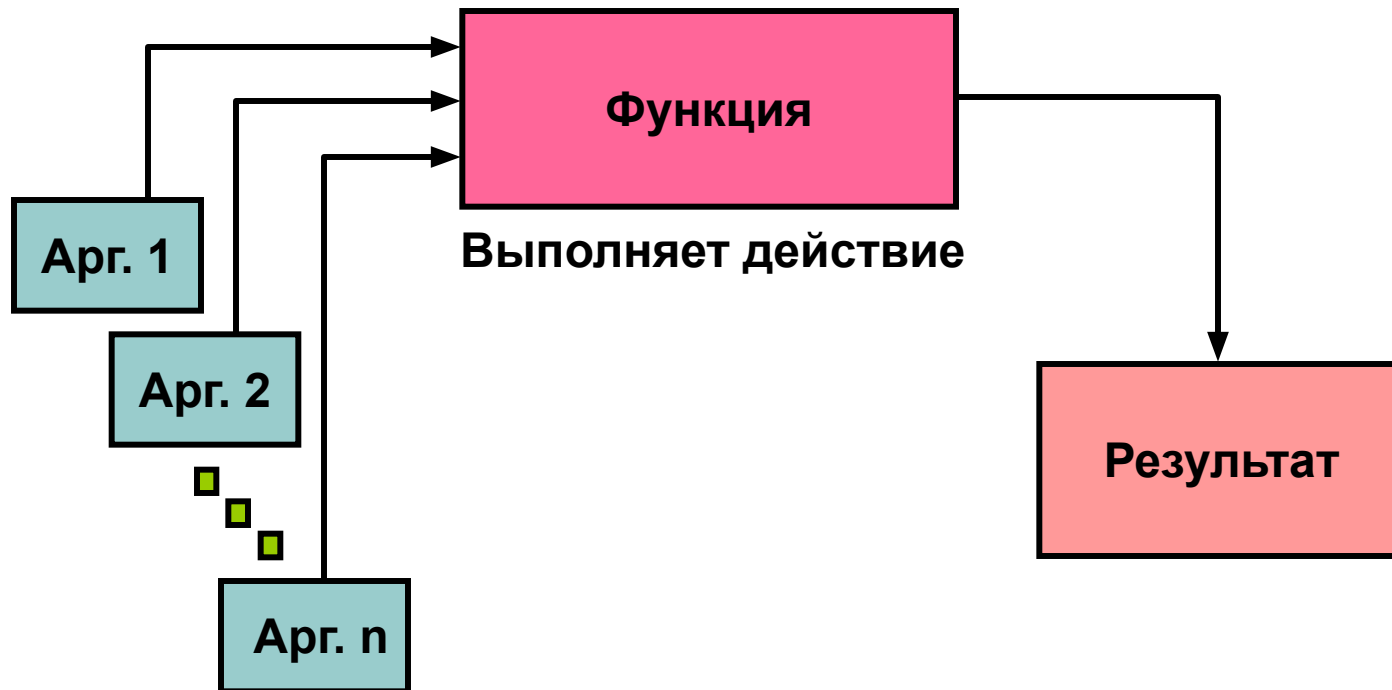 Функция
Выполняет действие
Арг. 1
Арг. 2
Арг. n
Результат